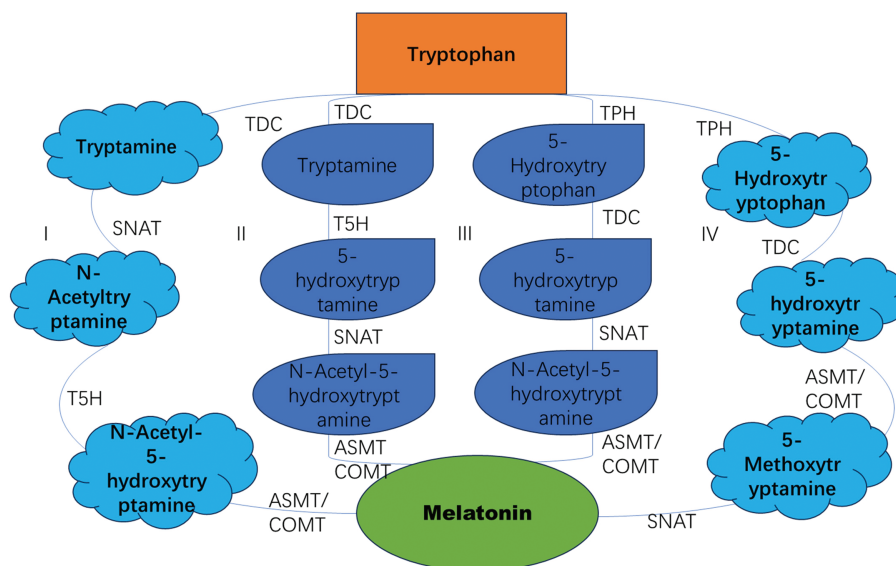 Tryptophan
TDC
TDC
TPH
TPH
Tryptamine
Tryptamine
5-
Hydroxytry
ptophan
5-
Hydroxytr
yptophan
I
SNAT
II
T5H
III
TDC
IV
TDC
N-
Acetyltry
ptamine
5-
hydroxytryp
tamine
5-
hydroxytryp
tamine
5-
hydroxytr
yptamine
T5H
SNAT
SNAT
ASMT/
COMT
N-Acetyl-
5-
hydroxytry
ptamine
N-Acetyl-5-
hydroxytrypt
amine
N-Acetyl-5-
hydroxytrypt
amine
5-
Methoxytr
yptamine
ASMT
COMT
ASMT/
COMT
ASMT/
COMT
Melatonin
SNAT